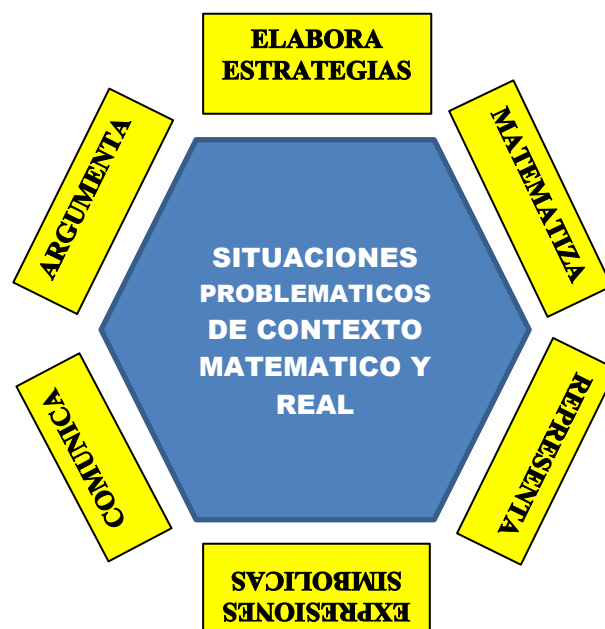 ELABORA
ESTRATEGIAS
MATEMATIZA
REPRESENTA
EXPRESIONES
SIMBOLICAS
COMUNICA
ARGUMENTA
SITUACIONES
PROBLEMATICOS
DE CONTEXTO
MATEMATICO Y
REAL